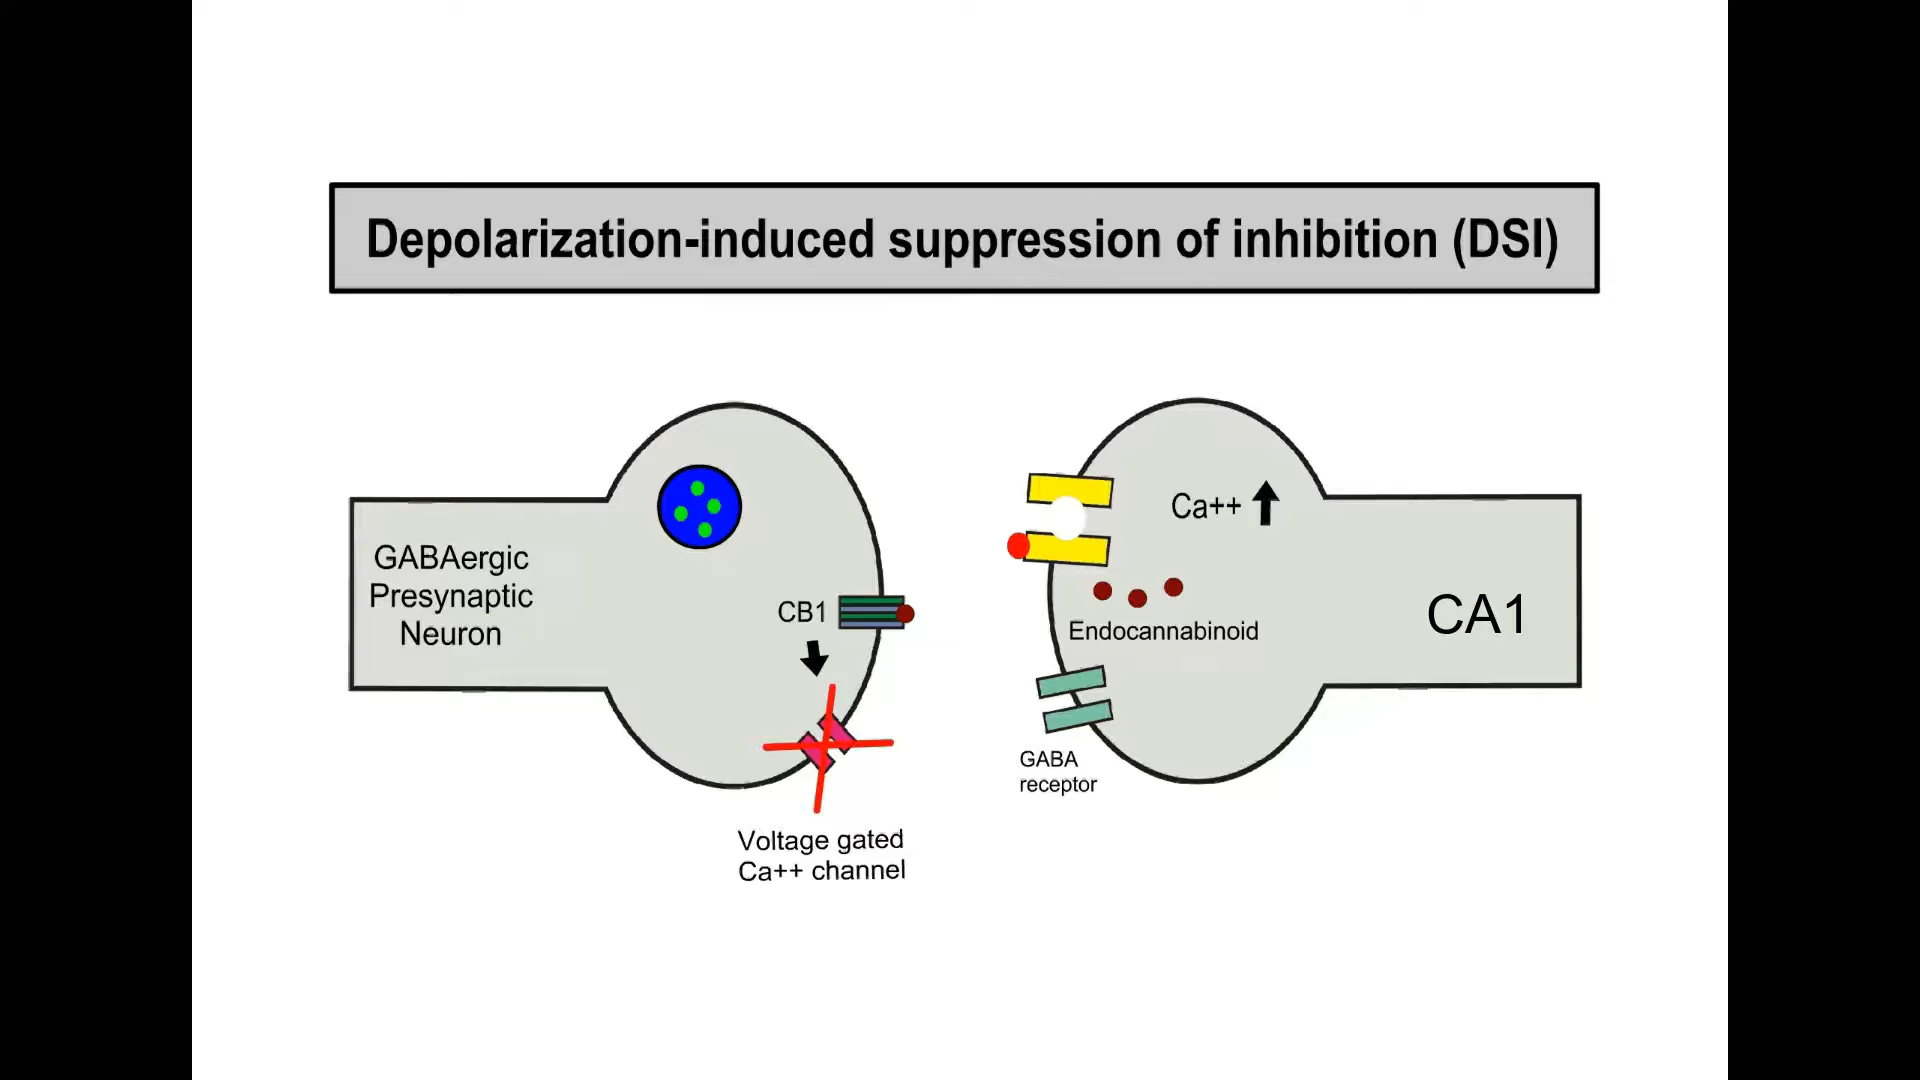 Depolarization-induced suppression of inhibition (DSI)
GABAergic
Presynaptic
Neuron
CB1
Voltage gated
Ca++ channel
Ca++
Endocannabinoid
GABA
receptor
CA1